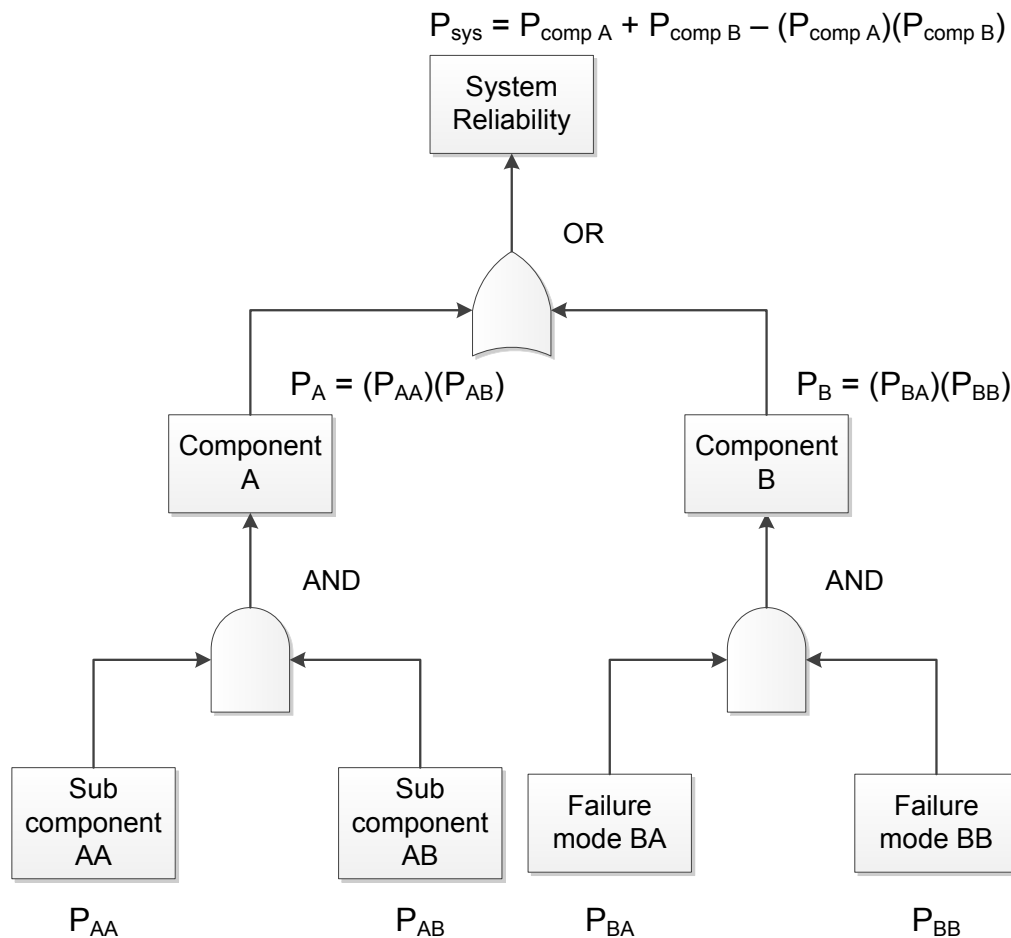 P_sys = P_comp A + P_comp B – (P_comp A)(P_comp B)
System
Reliability
OR
P_A = (P_AA)(P_AB)
P_B = (P_BA)(P_BB)
Component
A
Component
B
AND
AND
Sub
component
AA
Sub
component
AB
Failure
mode BA
Failure
mode BB
P_AA
P_AB
P_BA
P_BB